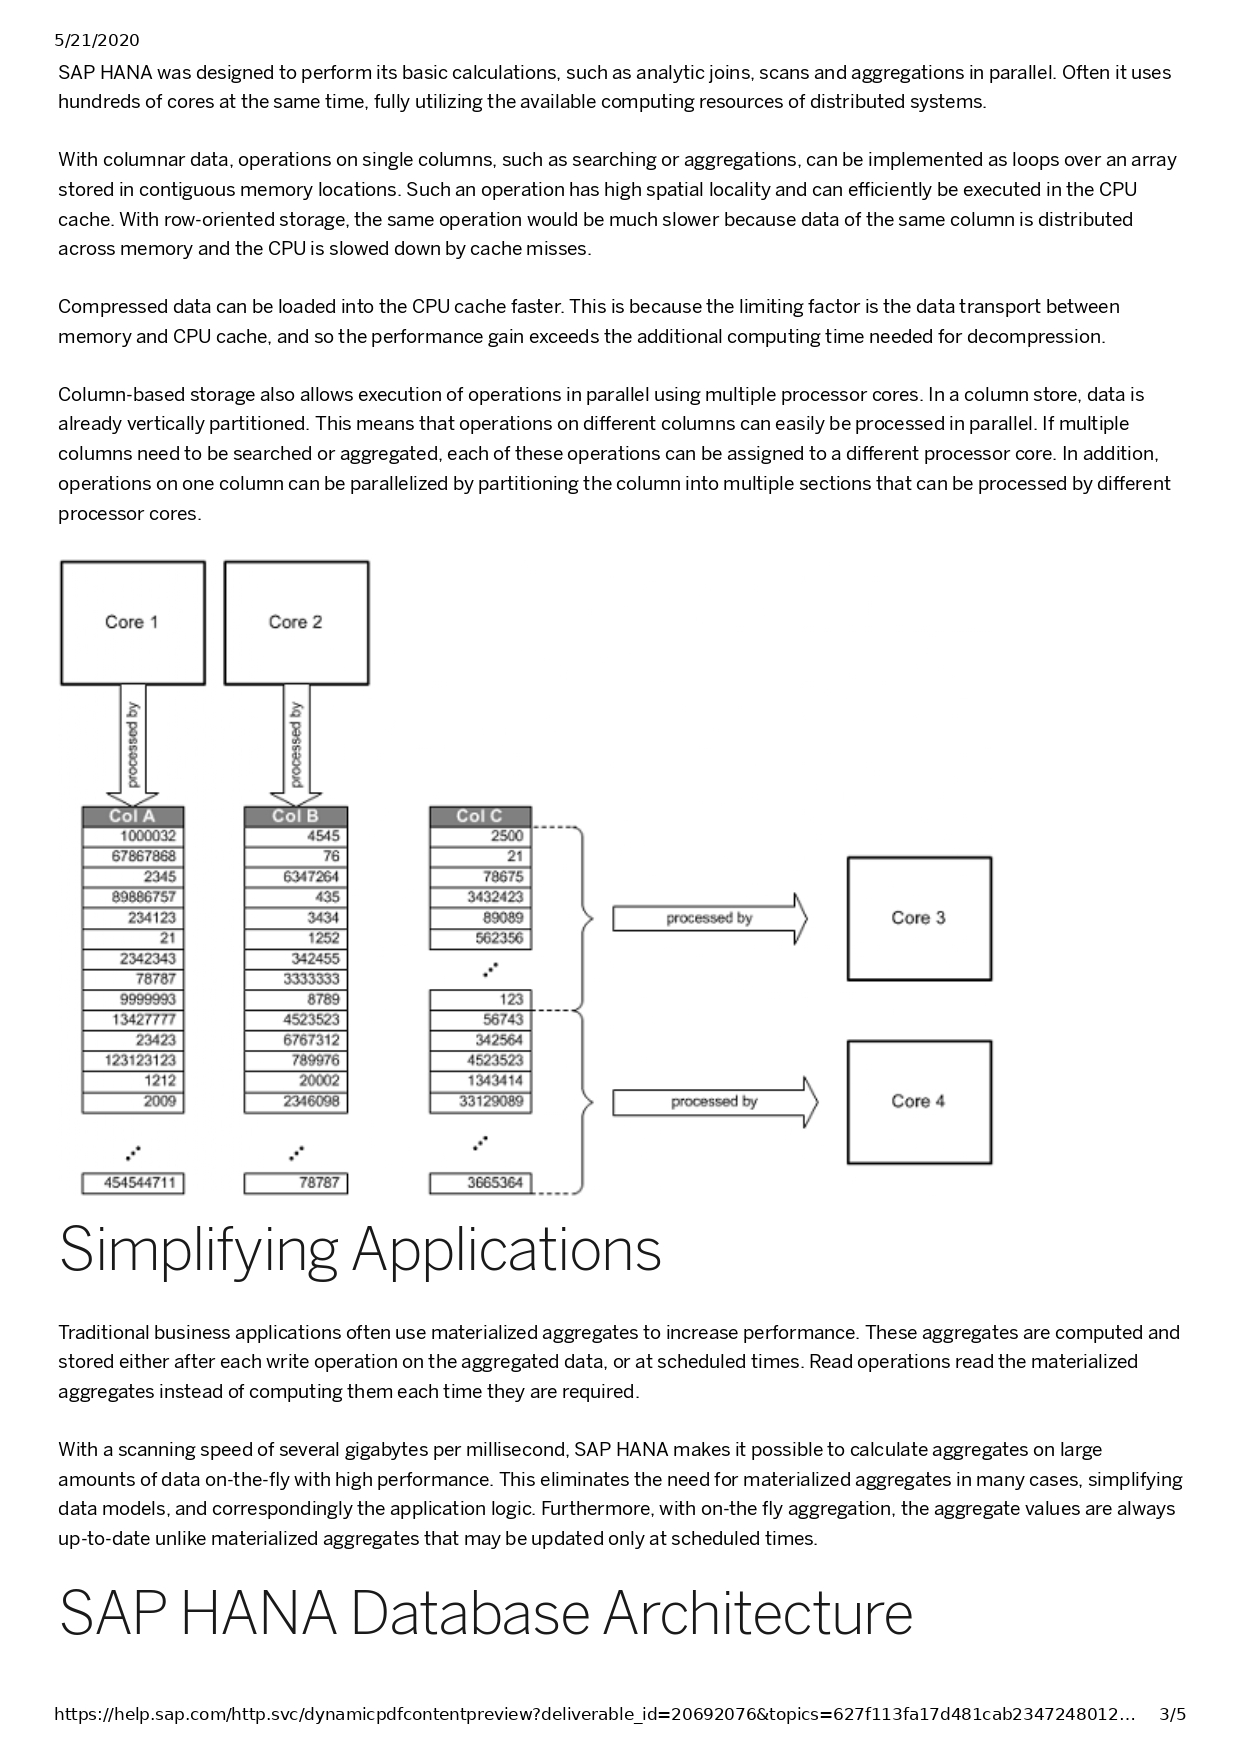 5/21/2020
SAP HANA was designed to perform its basic calculations, such as analytic joins, scans and aggregations in parallel. Often it uses
hundreds of cores at the same time, fully utilizing the available computing resources of distributed systems.
With columnar data, operations on single columns, such as searching or aggregations, can be implemented as loops over an array
stored in contiguous memory locations. Such an operation has high spatial locality and can efficiently be executed in the CPU
cache. With row-oriented storage, the same operation would be much slower because data of the same column is distributed
across memory and the CPU is slowed down by cache misses.
Compressed data can be loaded into the CPU cache faster. This is because the limiting factor is the data transport between
memory and CPU cache, and so the performance gain exceeds the additional computing time needed for decompression.
Column-based storage also allows execution of operations in parallel using multiple processor cores. In a column store, data is
already vertically partitioned. This means that operations on different columns can easily be processed in parallel. If multiple
columns need to be searched or aggregated, each of these operations can be assigned to a different processor core. In addition,
operations on one column can be parallelized by partitioning the column into multiple sections that can be processed by different
processor cores.
Core 1
Core 2
processed by
processed by
Col A
1000032
67867868
2345
89886757
234123
21
2342343
78787
9999993
13427777
23423
123123123
1212
2009
454544711
Col B
4545
76
6347264
435
3434
1252
342455
3333333
8789
4523523
6767312
789976
20002
2346098
78787
Col C
2500
21
78675
3432423
89089
562356
123
56743
342564
4523523
1343414
33129089
3665364
processed by
Core 3
processed by
Core 4
Simplifying Applications
Traditional business applications often use materialized aggregates to increase performance. These aggregates are computed and
stored either after each write operation on the aggregated data, or at scheduled times. Read operations read the materialized
aggregates instead of computing them each time they are required.
With a scanning speed of several gigabytes per millisecond, SAP HANA makes it possible to calculate aggregates on large
amounts of data on-the-fly with high performance. This eliminates the need for materialized aggregates in many cases, simplifying
data models, and correspondingly the application logic. Furthermore, with on-the fly aggregation, the aggregate values are always
up-to-date unlike materialized aggregates that may be updated only at scheduled times.
SAP HANA Database Architecture
https://help.sap.com/http.svc/dynamicpdfcontentpreview?deliverable_id=20692076&topics=627f113fa17d481cab2347248012… 3/5